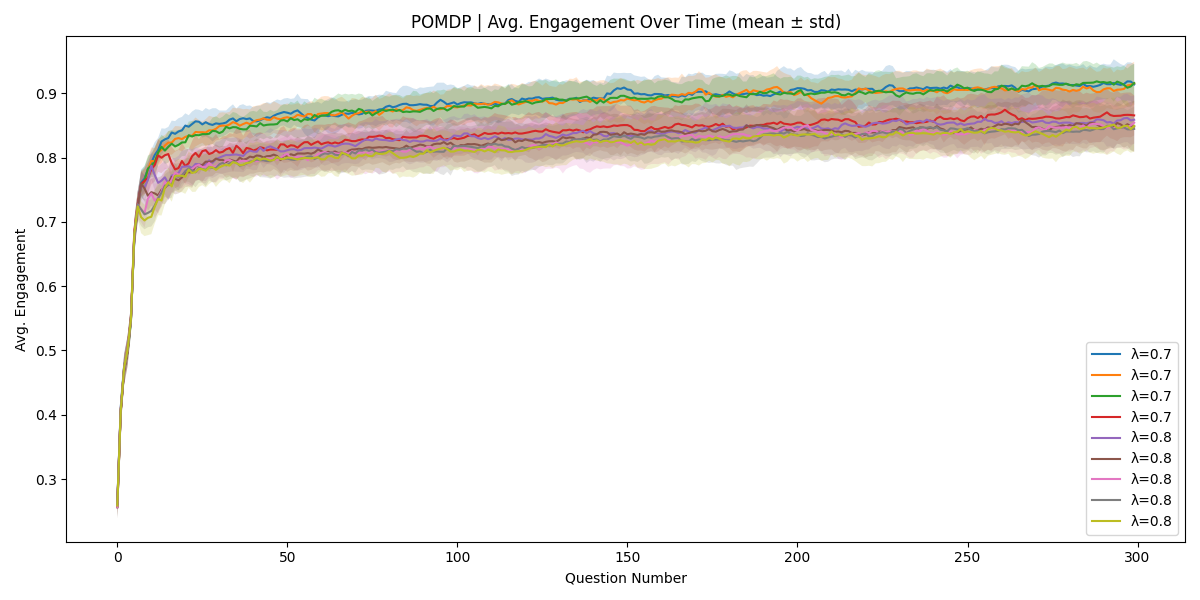 POMDP | Avg. Engagement Over Time (mean ± std)
Avg. Engagement
0.9
0.8
0.7
0.6
0.5
0.4
0.3
0 50 100 150 200 250 300
Question Number
λ=0.7
λ=0.7
λ=0.7
λ=0.7
λ=0.8
λ=0.8
λ=0.8
λ=0.8
λ=0.8